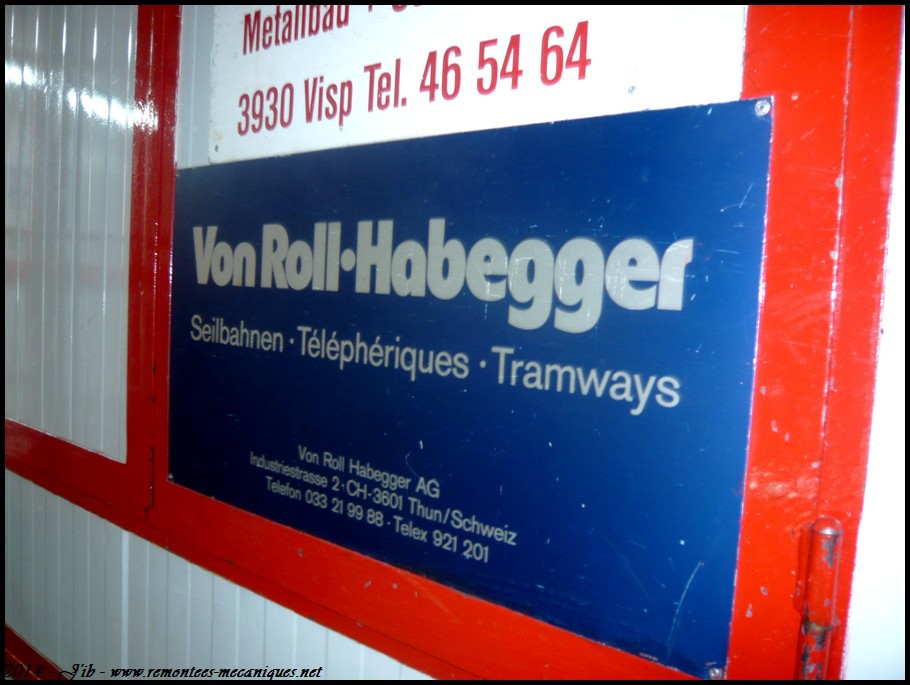 Metallbau
3930 Visp Tel. 46 54 64
Von Roll·Habegger
Seilbahnen · Téléphériques · Tramways
Von Roll Habegger AG
Industriestrasse 2 · CH-3601 Thun/Schweiz
Telefon 033 21 99 88 · Telex 921 201
J'ib - www.remontees-mecaniques.net